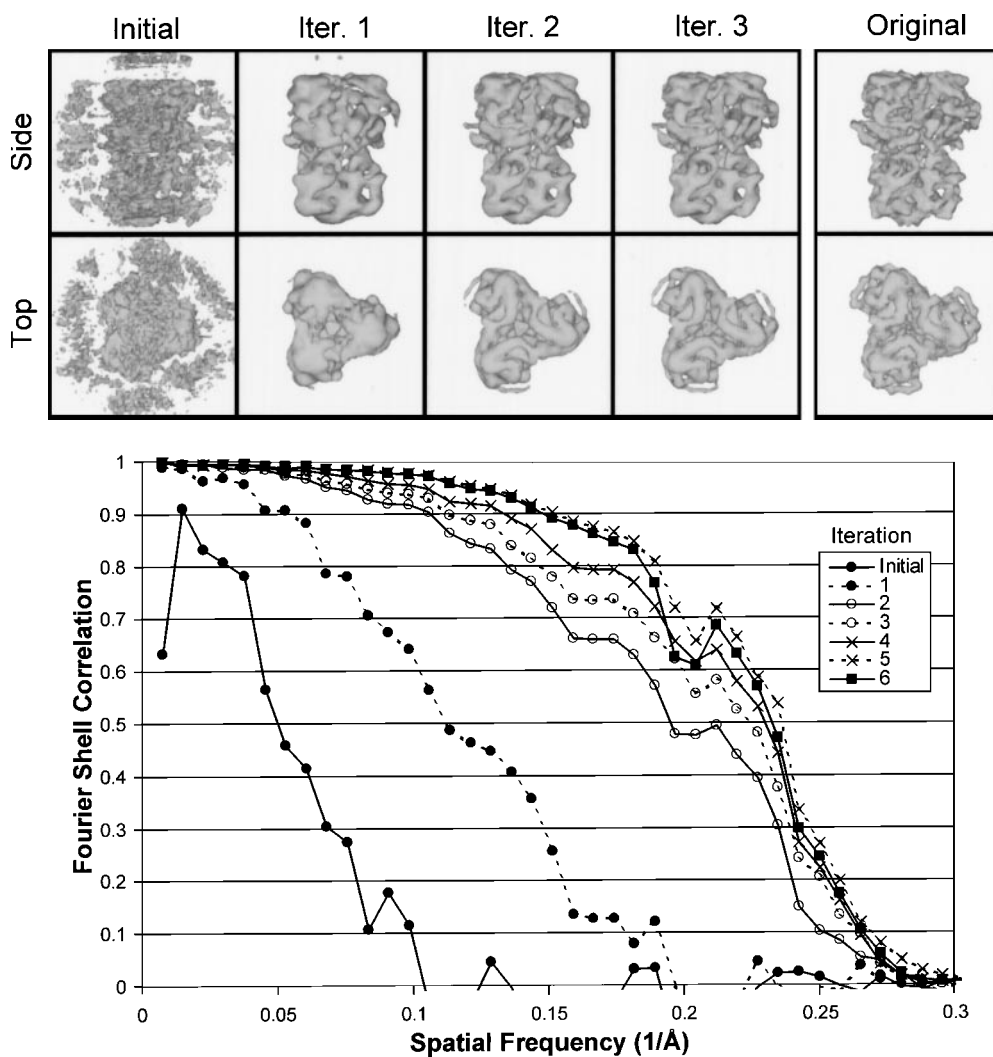 Initial Iter. 1 Iter. 2 Iter. 3 Original
Side
Top
Fourier Shell Correlation
1
0.9
0.8
0.7
0.6
0.5
0.4
0.3
0.2
0.1
0
Iteration
Initial
1
2
3
4
5
6
0 0.05 0.1 0.15 0.2 0.25 0.3
Spatial Frequency (1/Å)